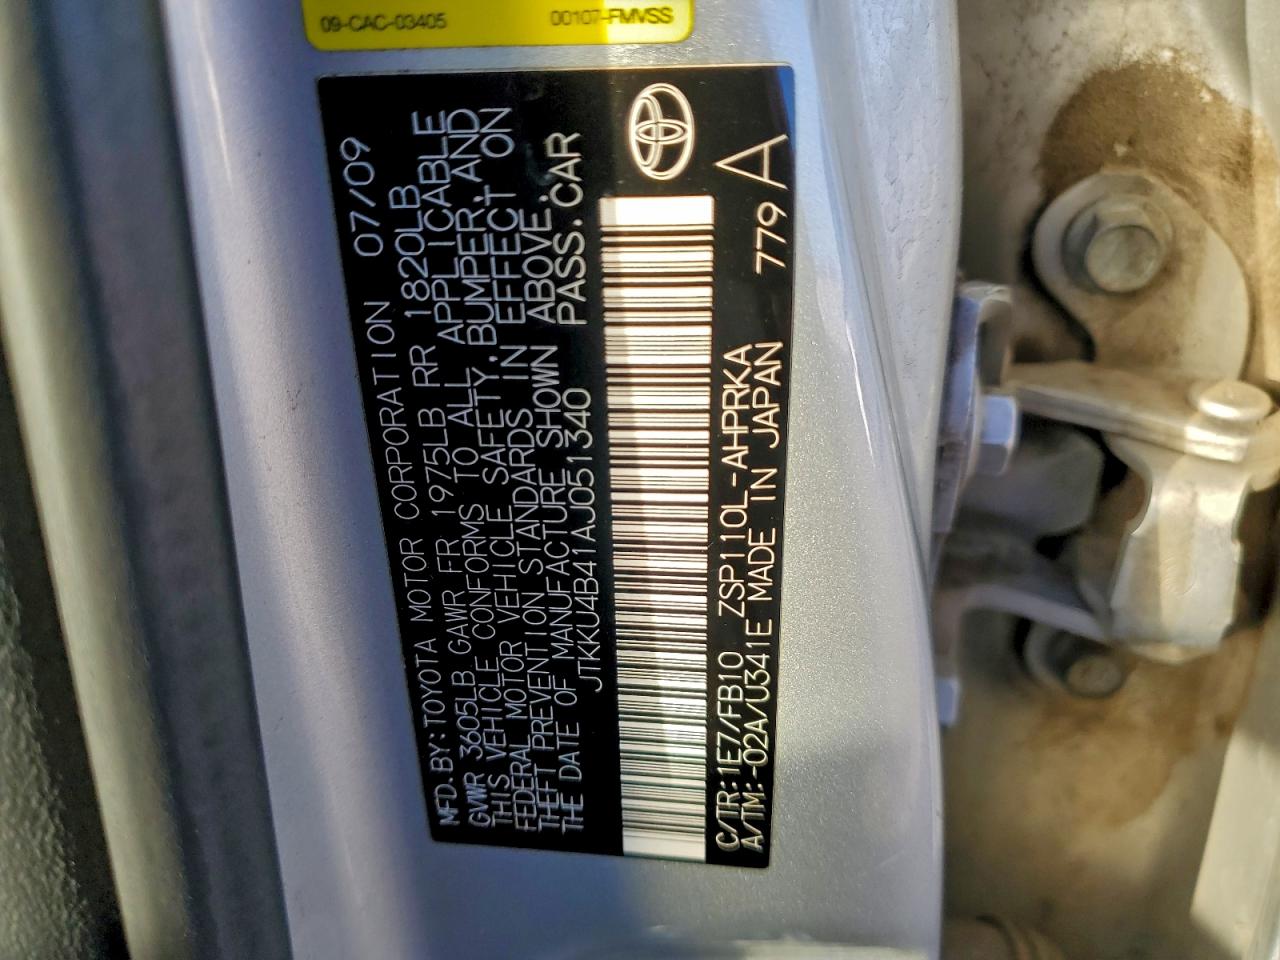 09-CAC-03405 00107-FMVSS
MFD.BY:TOYOTA MOTOR CORPORATION 07/09
GVWR 3605LB GAWR FR 1975LB RR 1820LB
THIS VEHICLE CONFORMS TO ALL APPLICABLE
FEDERAL MOTOR VEHICLE SAFETY,BUMPER,AND
THEFT PREVENTION STANDARDS IN EFFECT ON
THE DATE OF MANUFACTURE SHOWN ABOVE.
JTKKU4B41AJ051340 PASS.CAR
C/TR:1E7/FB10 ZSP110L-AHPRKA 779A
A/TM:-02A/U341E MADE IN JAPAN